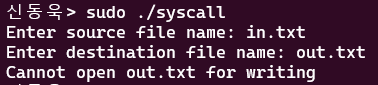 신동욱> sudo ./syscall
Enter source file name: in.txt
Enter destination file name: out.txt
Cannot open out.txt for writing